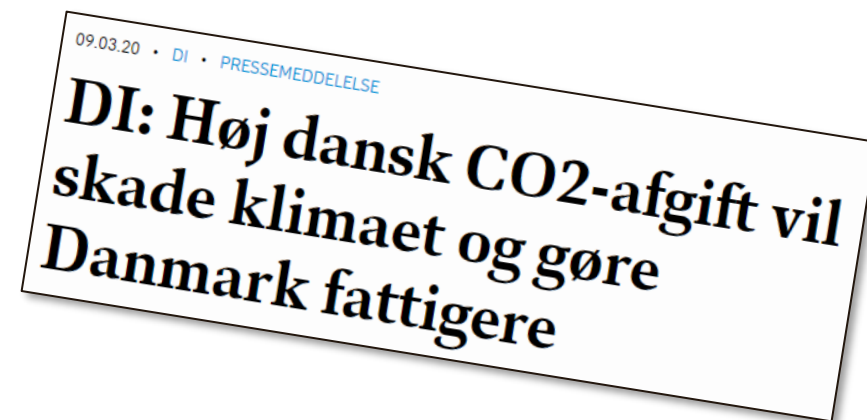 09.03.20 • DI • PRESSEMEDDELELSE
DI: Høj dansk CO2-afgift vil
skade klimaet og gøre
Danmark fattigere